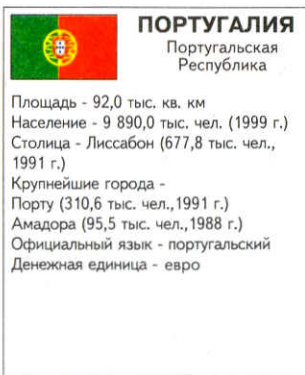 ПОРТУГАЛИЯ
Португальская
Республика
Площадь - 92,0 тыс. кв. км
Население - 9 890,0 тыс. чел. (1999 г.)
Столица - Лиссабон (677,8 тыс. чел.,
1991 г.)
Крупнейшие города -
Порту (310,6 тыс. чел.,1991 г.)
Амадора (95,5 тыс. чел.,1988 г.)
Официальный язык - португальский
Денежная единица - евро